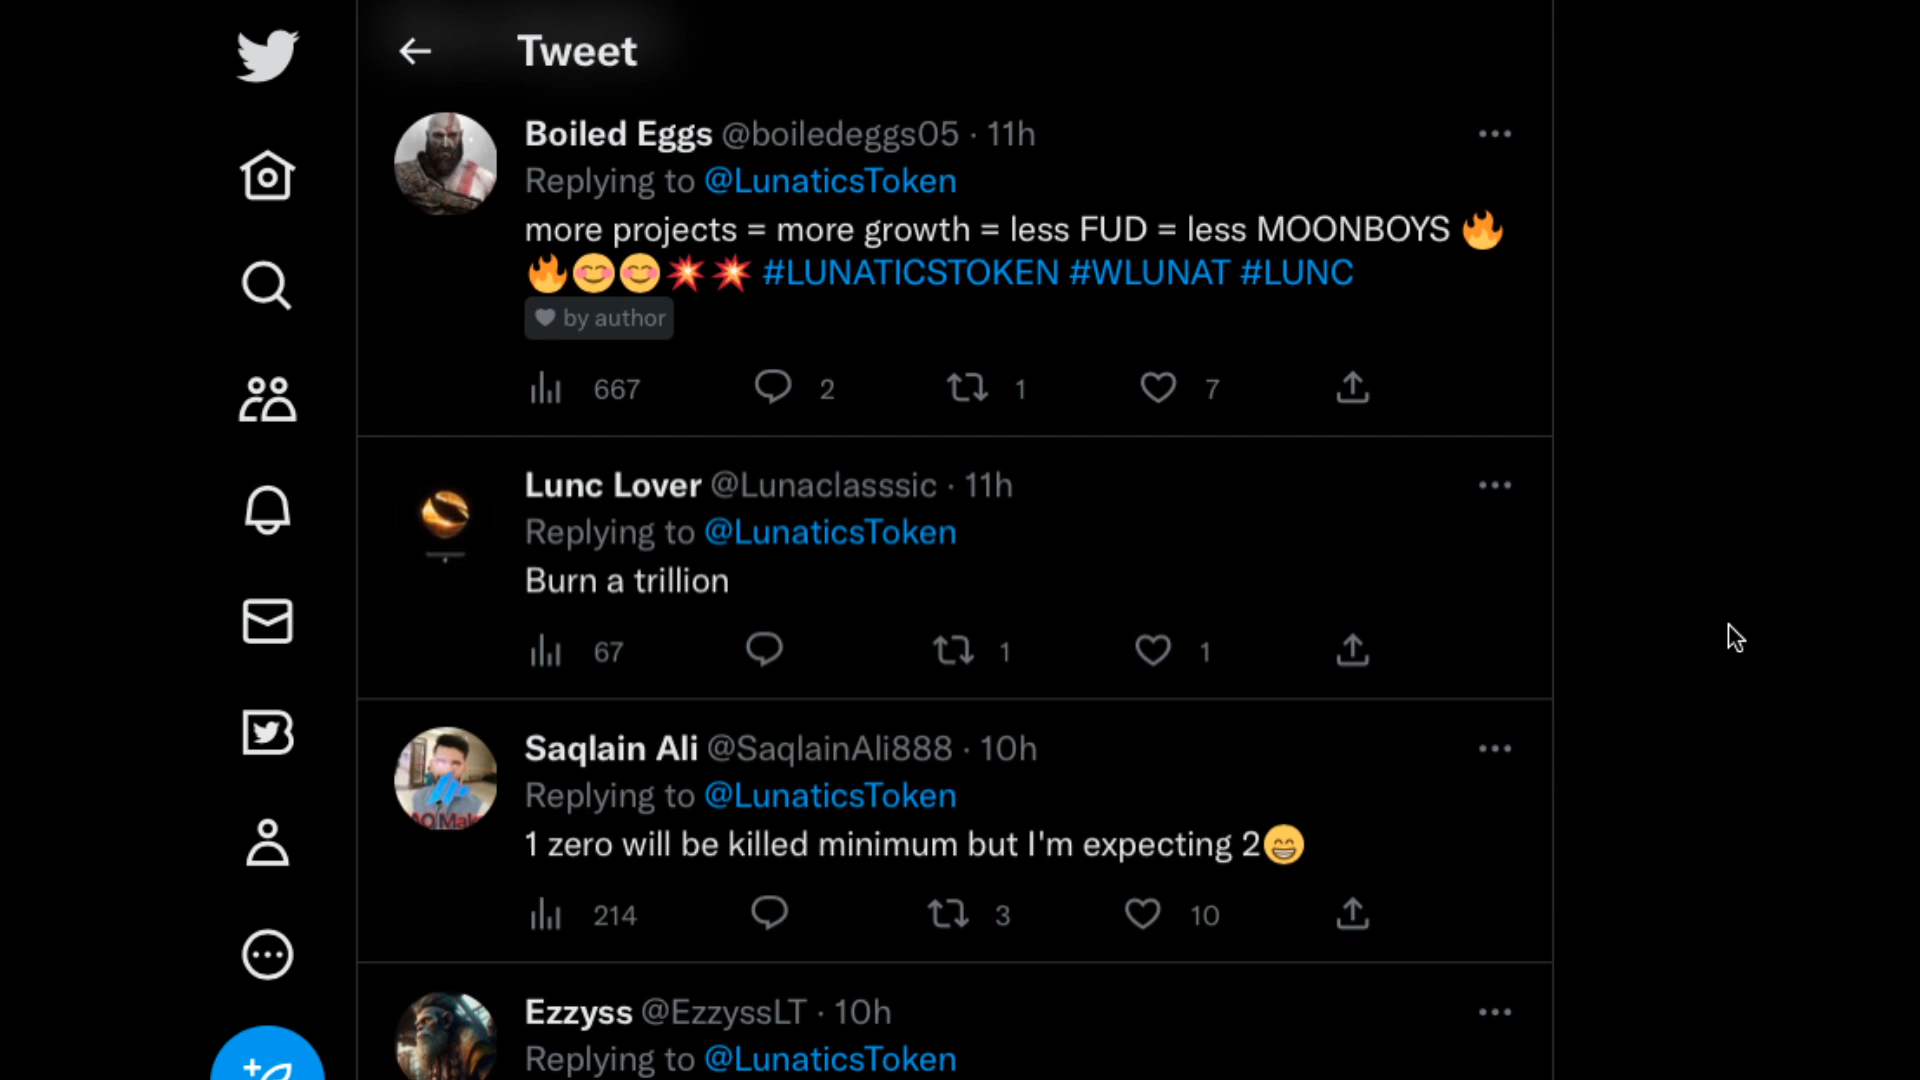 Tweet
Boiled Eggs @boiledeggs05 · 11h
Replying to @LunaticsToken
more projects = more growth = less FUD = less MOONBOYS 🔥
🔥😊😊💥💥 #LUNATICSTOKEN #WLUNAT #LUNC
by author
667 2 1 7
Lunc Lover @Lunaclasssic · 11h
Replying to @LunaticsToken
Burn a trillion
67 1 1
Saqlain Ali @SaqlainAli888 · 10h
Replying to @LunaticsToken
1 zero will be killed minimum but I'm expecting 2😁
214 3 10
Ezzyss @EzzyssLT · 10h
Replying to @LunaticsToken